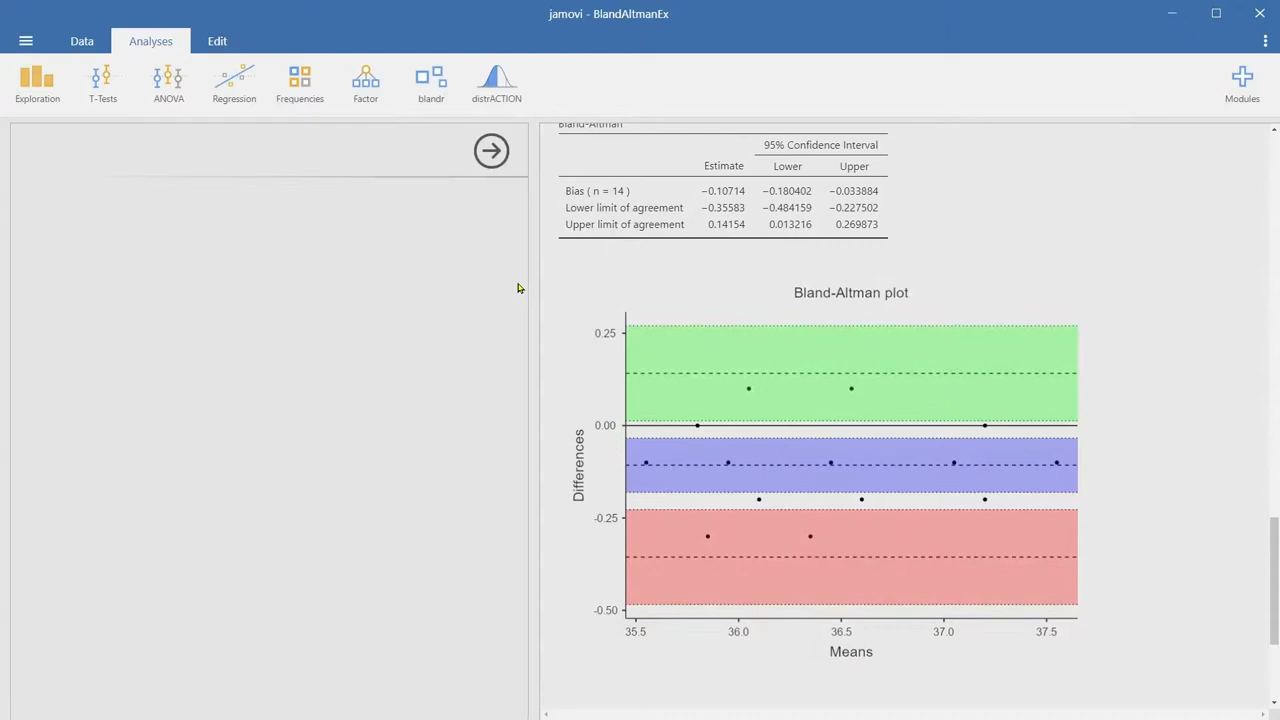 jamovi - BlandAltmanEx
Data Analyses Edit
Exploration T-Tests ANOVA Regression Frequencies Factor blandr distrACTION Modules
Bland-Altman
95% Confidence Interval
Estimate Lower Upper
Bias ( n = 14 ) −0.10714 −0.180402 −0.033884
Lower limit of agreement −0.35583 −0.484159 −0.227502
Upper limit of agreement 0.14154 0.013216 0.269873
Bland-Altman plot
0.25
0.00
-0.25
-0.50
Differences
35.5 36.0 36.5 37.0 37.5
Means